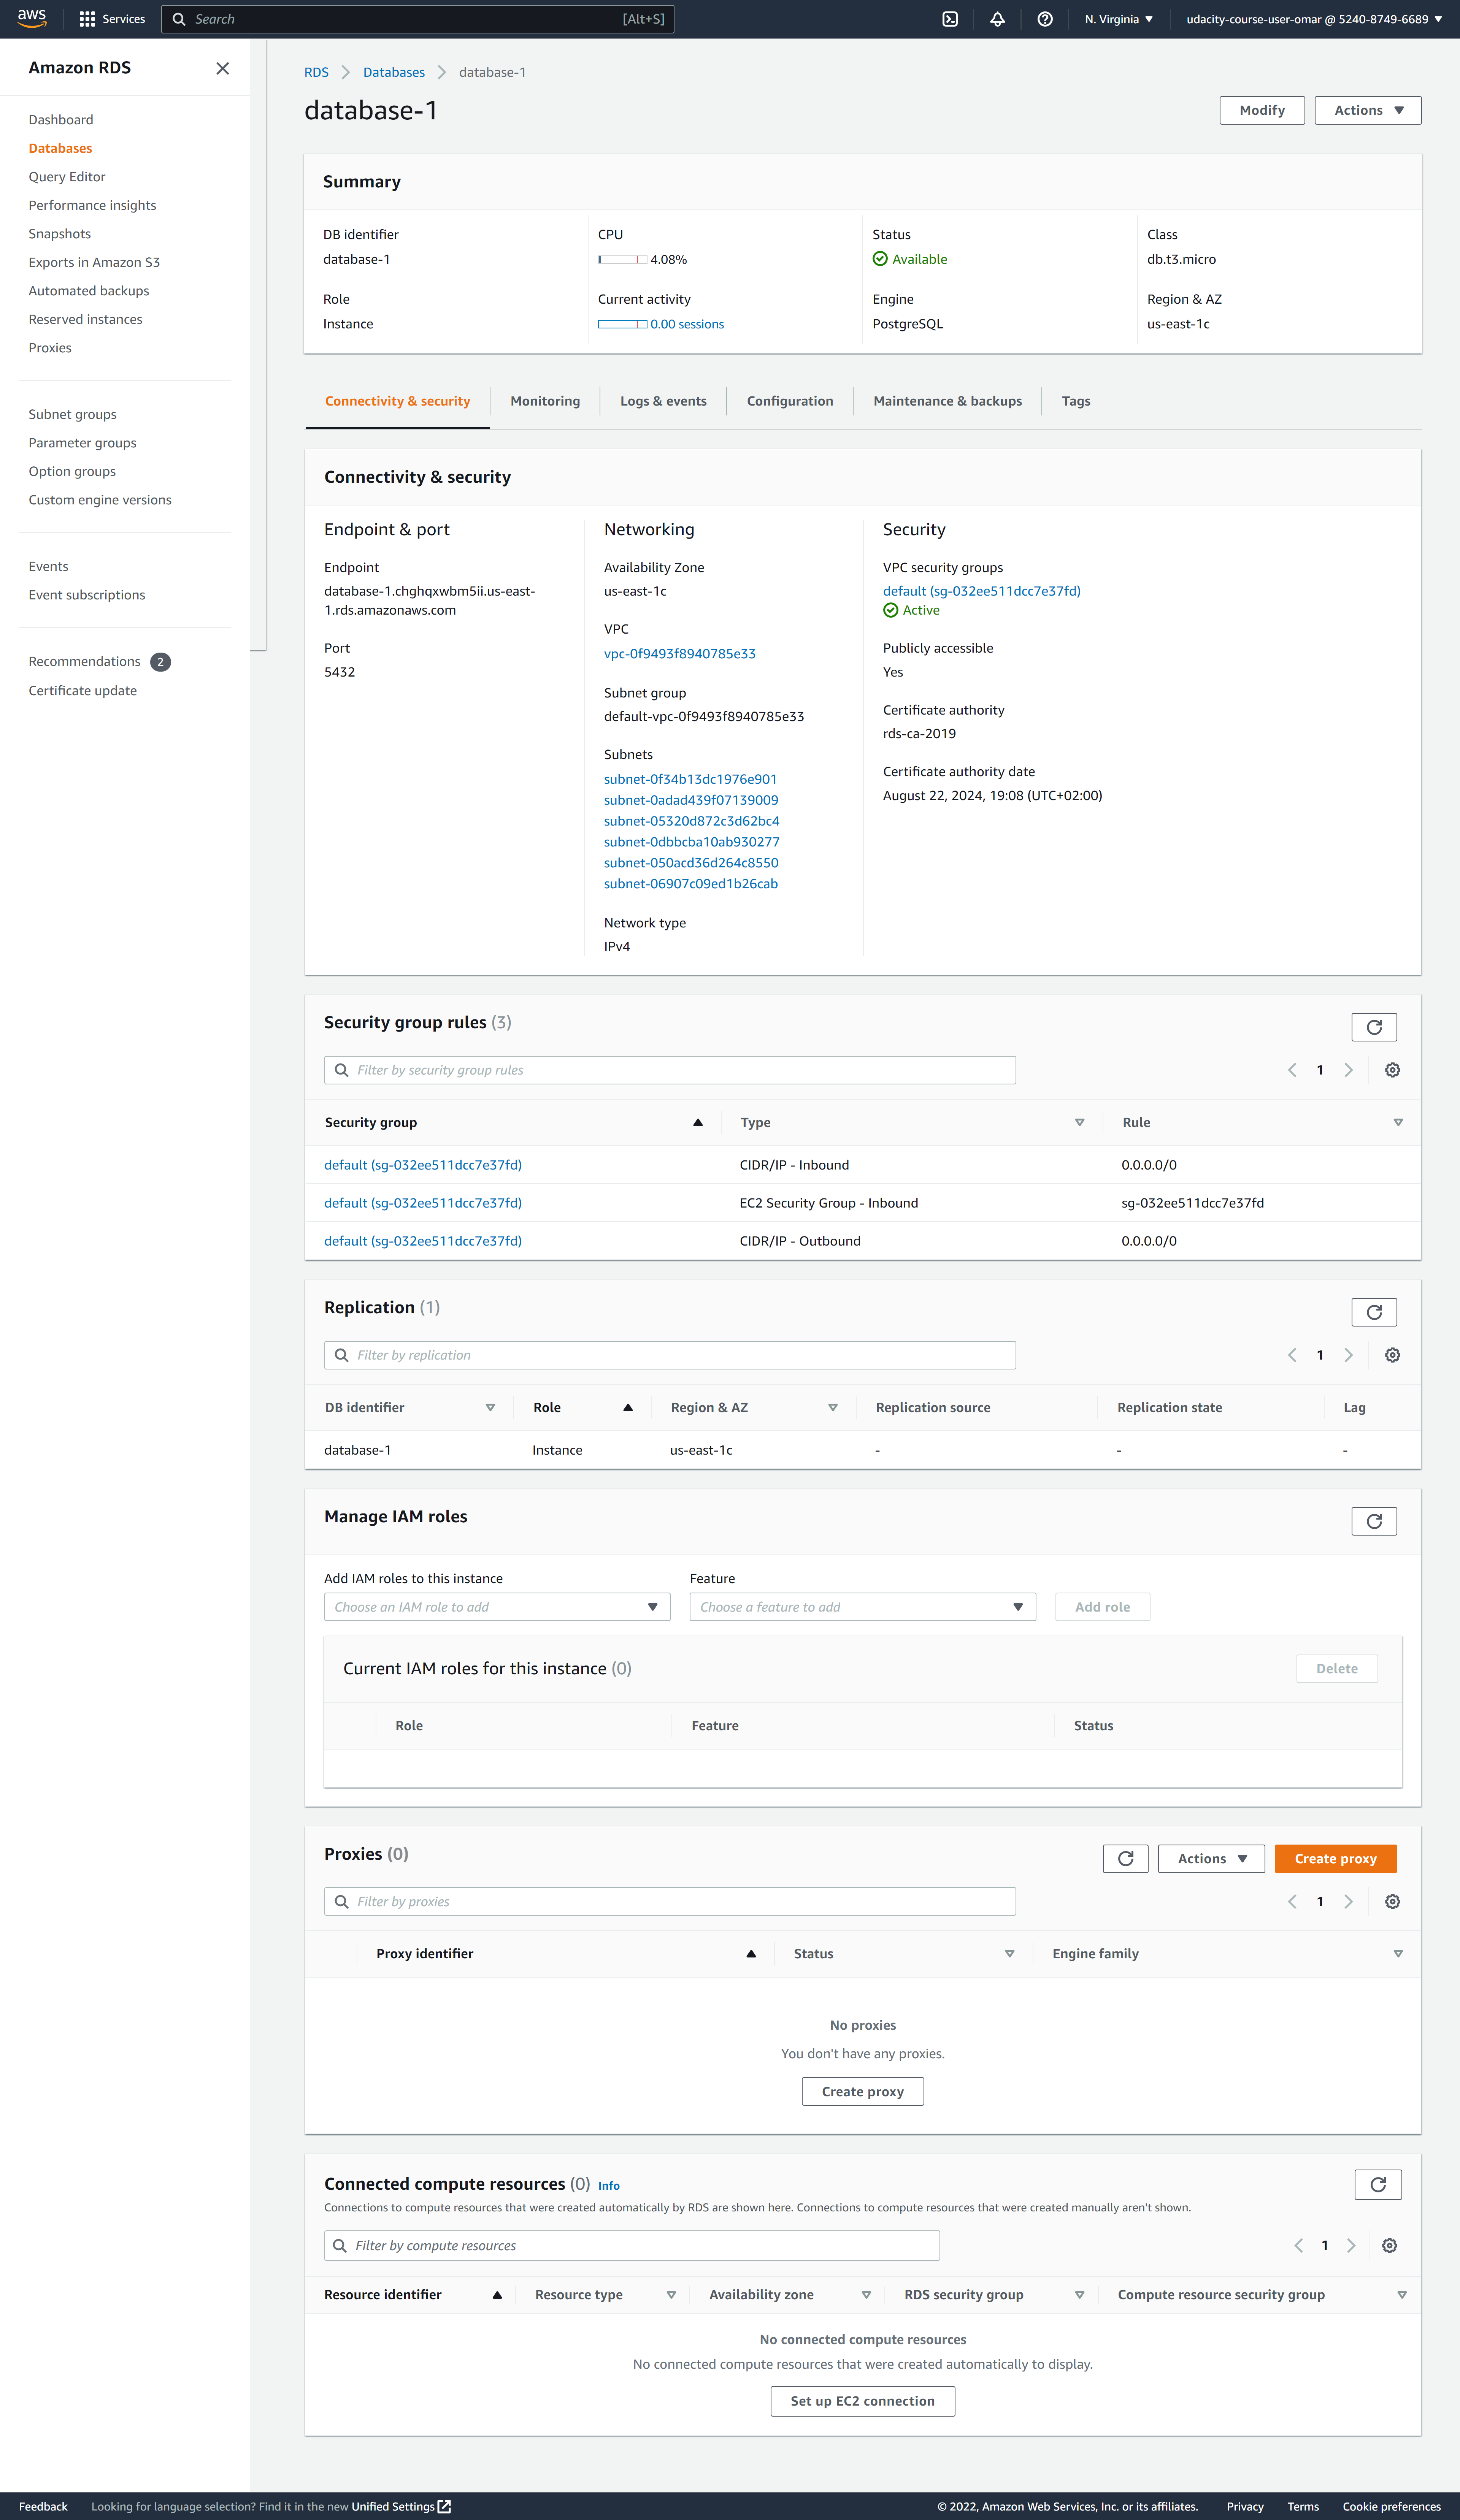 aws Services Search [Alt+S] N. Virginia ▼ udacity-course-user-omar @ 5240-8749-6689 ▼
Amazon RDS
Dashboard
Databases
Query Editor
Performance insights
Snapshots
Exports in Amazon S3
Automated backups
Reserved instances
Proxies
Subnet groups
Parameter groups
Option groups
Custom engine versions
Events
Event subscriptions
Recommendations 2
Certificate update
RDS > Databases > database-1
database-1
Modify Actions ▼
Summary
DB identifier
database-1
CPU
4.08%
Status
Available
Class
db.t3.micro
Role
Instance
Current activity
0.00 sessions
Engine
PostgreSQL
Region & AZ
us-east-1c
Connectivity & security Monitoring Logs & events Configuration Maintenance & backups Tags
Connectivity & security
Endpoint & port
Endpoint
database-1.chghqxwbm5ii.us-east-
1.rds.amazonaws.com
Port
5432
Networking
Availability Zone
us-east-1c
VPC
vpc-0f9493f8940785e33
Subnet group
default-vpc-0f9493f8940785e33
Subnets
subnet-0f34b13dc1976e901
subnet-0adad439f07139009
subnet-05320d872c3d62bc4
subnet-0dbbcba10ab930277
subnet-050acd36d264c8550
subnet-06907c09ed1b26cab
Network type
IPv4
Security
VPC security groups
default (sg-032ee511dcc7e37fd)
Active
Publicly accessible
Yes
Certificate authority
rds-ca-2019
Certificate authority date
August 22, 2024, 19:08 (UTC+02:00)
Security group rules (3)
Filter by security group rules
1
Security group Type Rule
default (sg-032ee511dcc7e37fd) CIDR/IP - Inbound 0.0.0.0/0
default (sg-032ee511dcc7e37fd) EC2 Security Group - Inbound sg-032ee511dcc7e37fd
default (sg-032ee511dcc7e37fd) CIDR/IP - Outbound 0.0.0.0/0
Replication (1)
Filter by replication
1
DB identifier Role Region & AZ Replication source Replication state Lag
database-1 Instance us-east-1c - - -
Manage IAM roles
Add IAM roles to this instance
Choose an IAM role to add
Feature
Choose a feature to add
Add role
Current IAM roles for this instance (0)
Delete
Role Feature Status
Proxies (0)
Actions ▼ Create proxy
Filter by proxies
1
Proxy identifier Status Engine family
No proxies
You don't have any proxies.
Create proxy
Connected compute resources (0) Info
Connections to compute resources that were created automatically by RDS are shown here. Connections to compute resources that were created manually aren't shown.
Filter by compute resources
1
Resource identifier Resource type Availability zone RDS security group Compute resource security group
No connected compute resources
No connected compute resources that were created automatically to display.
Set up EC2 connection
Feedback Looking for language selection? Find it in the new Unified Settings © 2022, Amazon Web Services, Inc. or its affiliates. Privacy Terms Cookie preferences